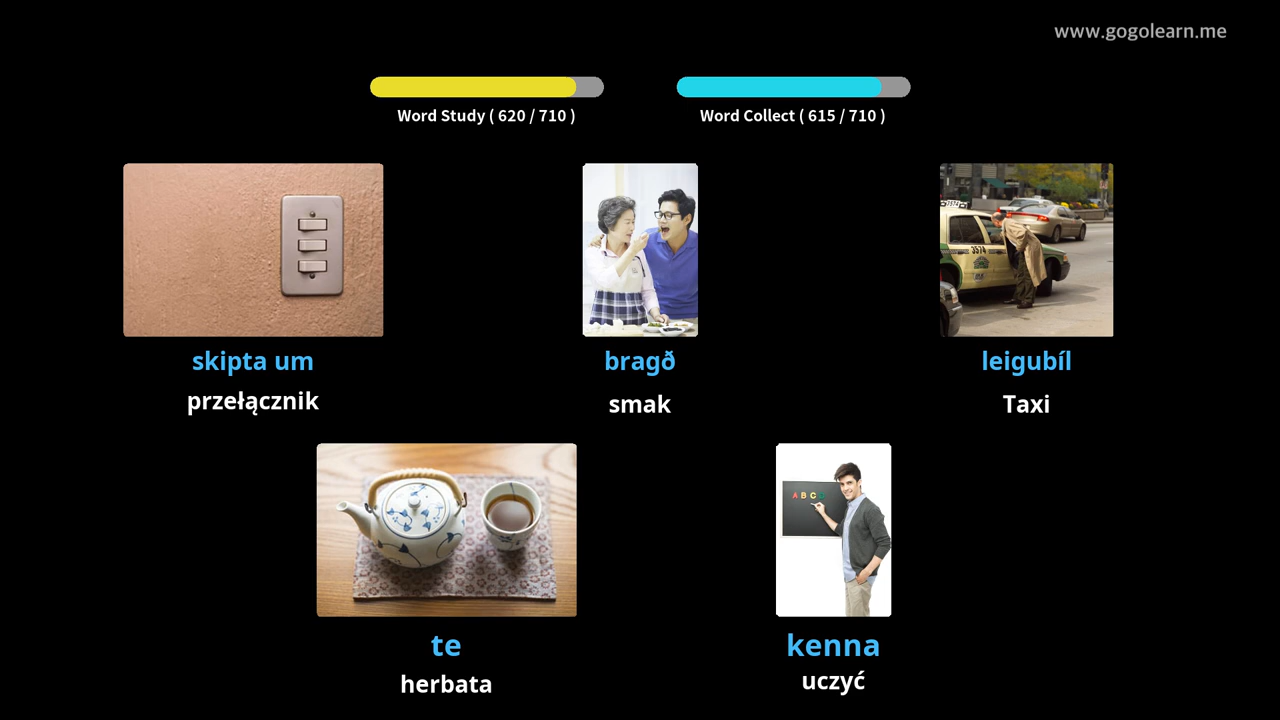 www.gogolearn.me
Word Study ( 620 / 710 )
Word Collect ( 615 / 710 )
3574
skipta um
bragð
leigubíl
przełącznik
smak
Taxi
A B C D
te
kenna
herbata
uczyć